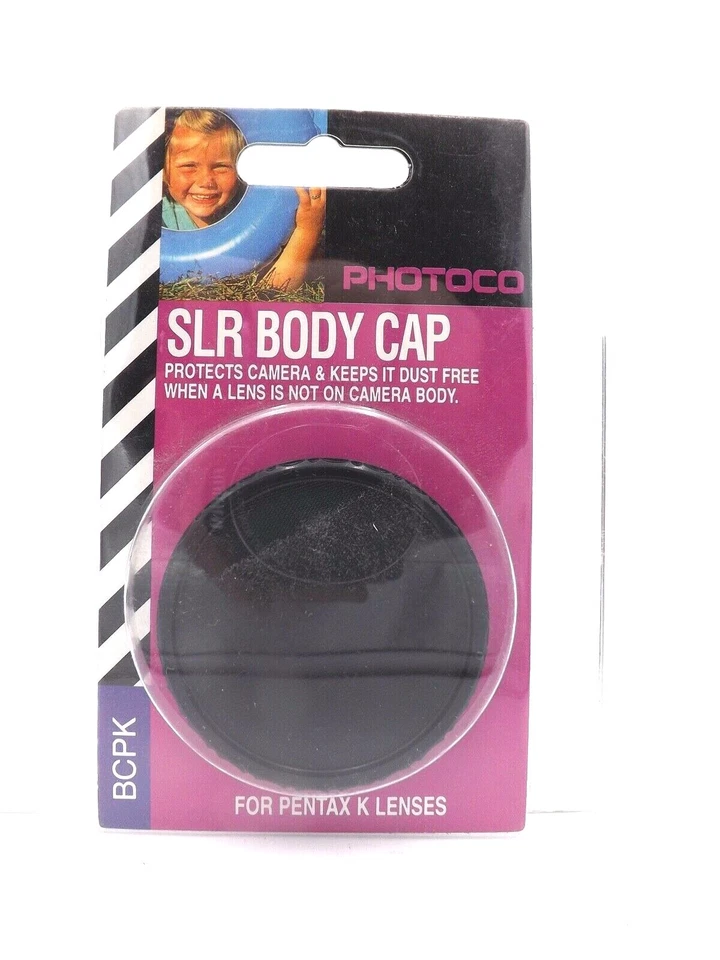 PHOTOCO
SLR BODY CAP
PROTECTS CAMERA & KEEPS IT DUST FREE
WHEN A LENS IS NOT ON CAMERA BODY.
BCPK
FOR PENTAX K LENSES